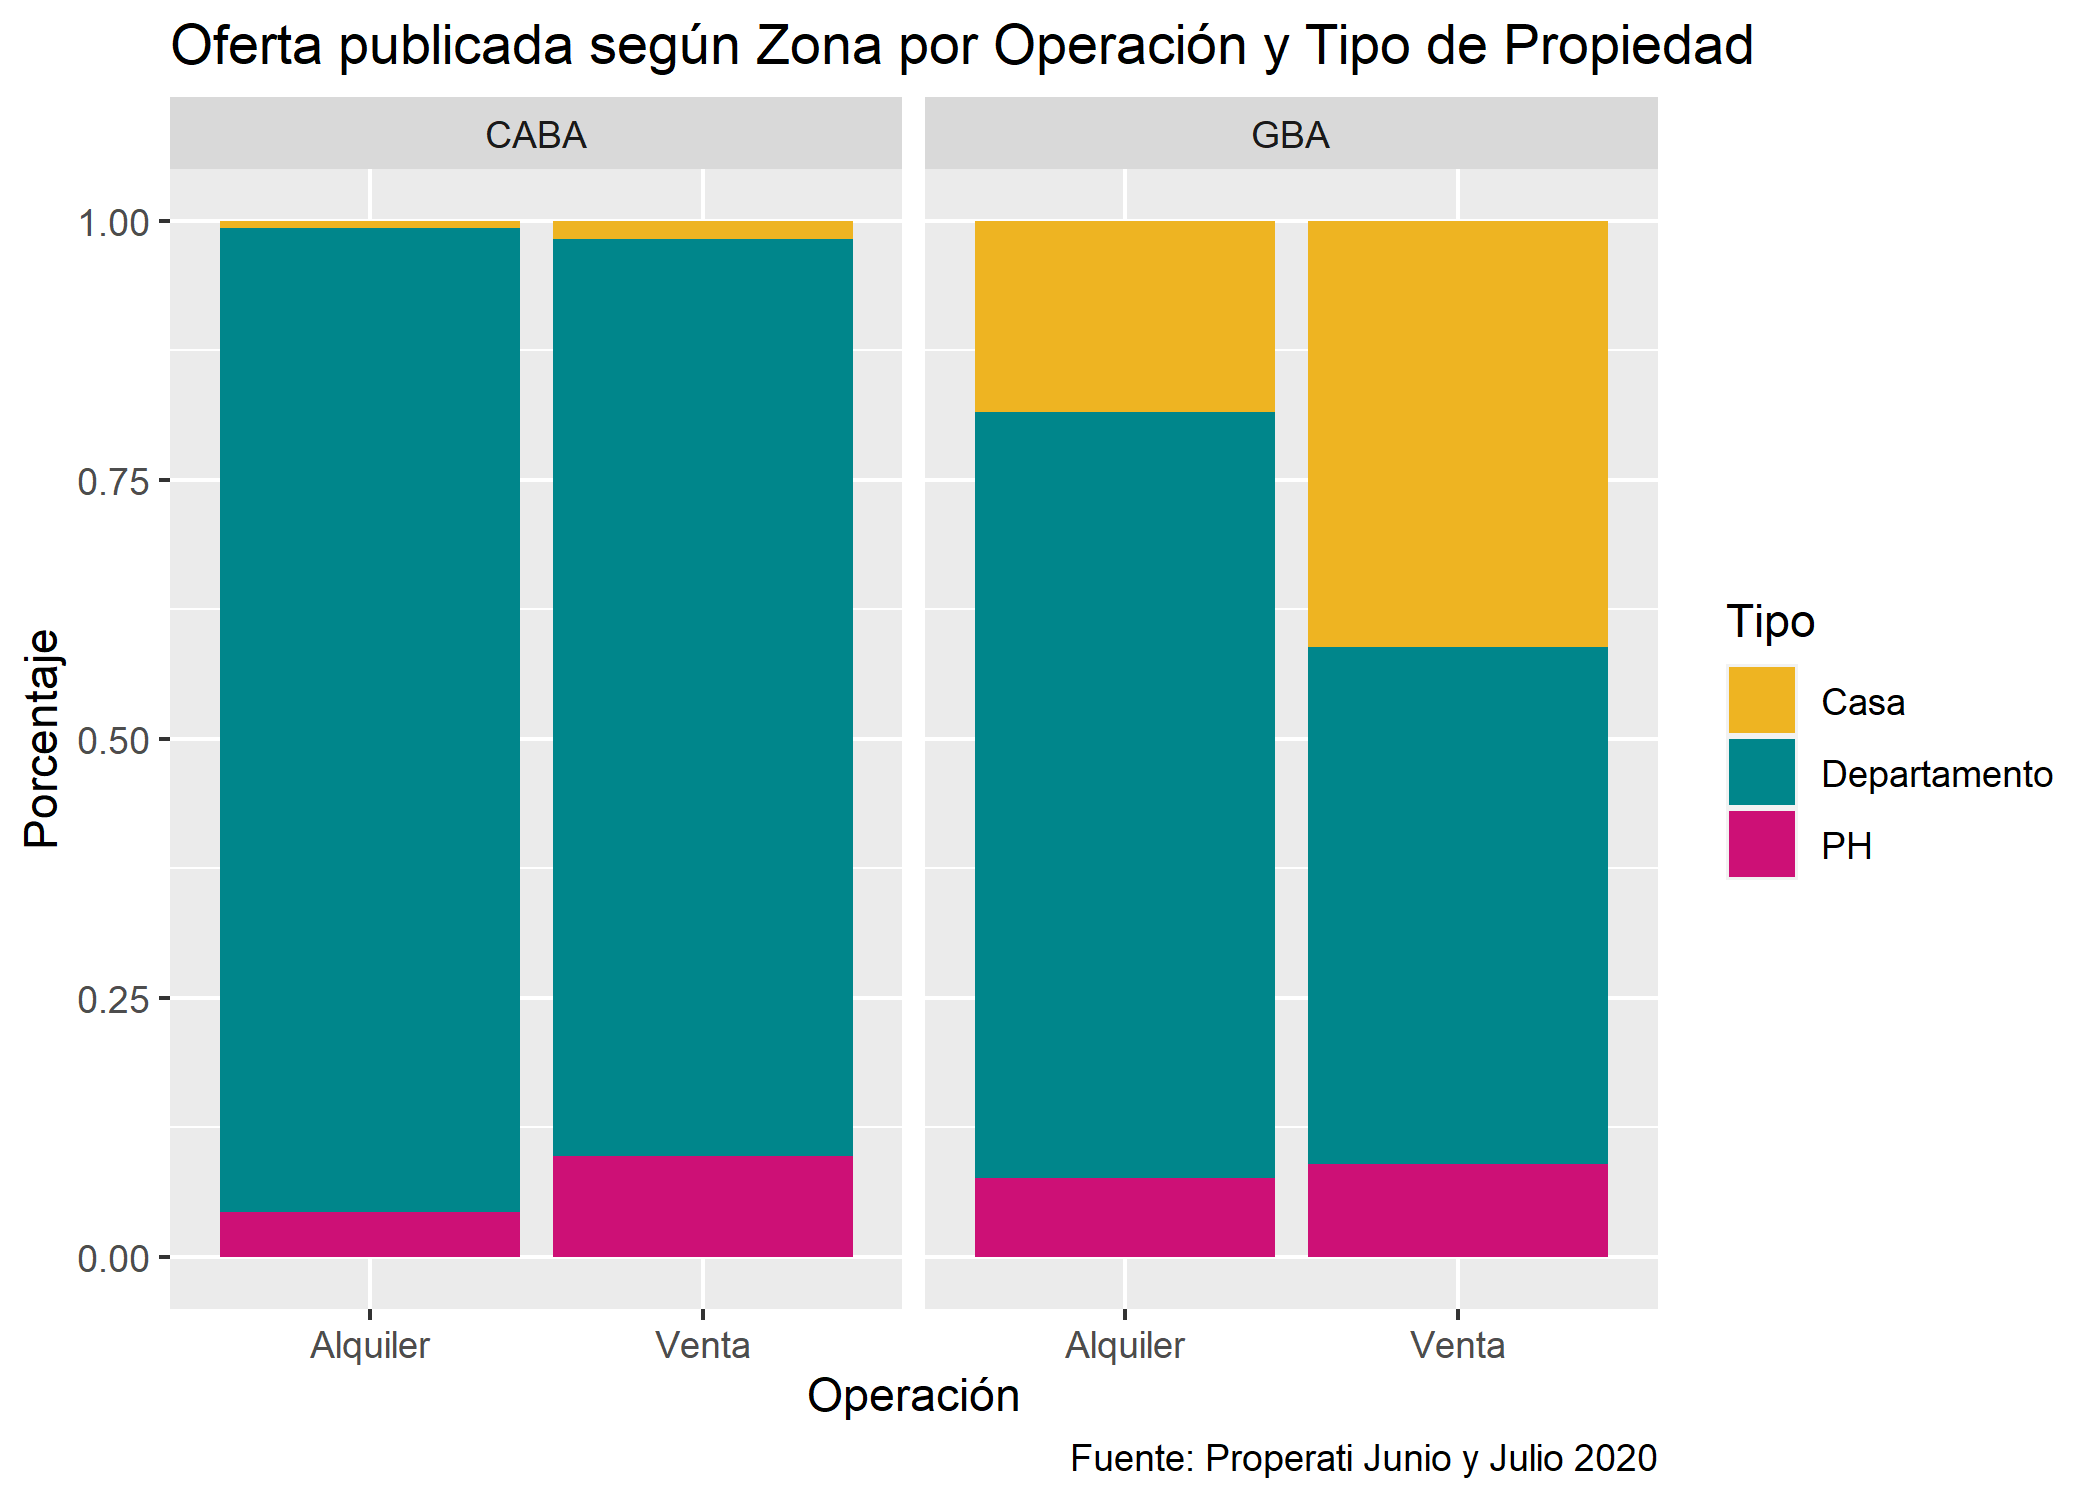 Oferta publicada según Zona por Operación y Tipo de Propiedad
CABA
GBA
1.00
0.75
0.50
0.25
0.00
Porcentaje
Alquiler
Venta
Alquiler
Venta
Operación
Tipo
Casa
Departamento
PH
Fuente: Properati Junio y Julio 2020